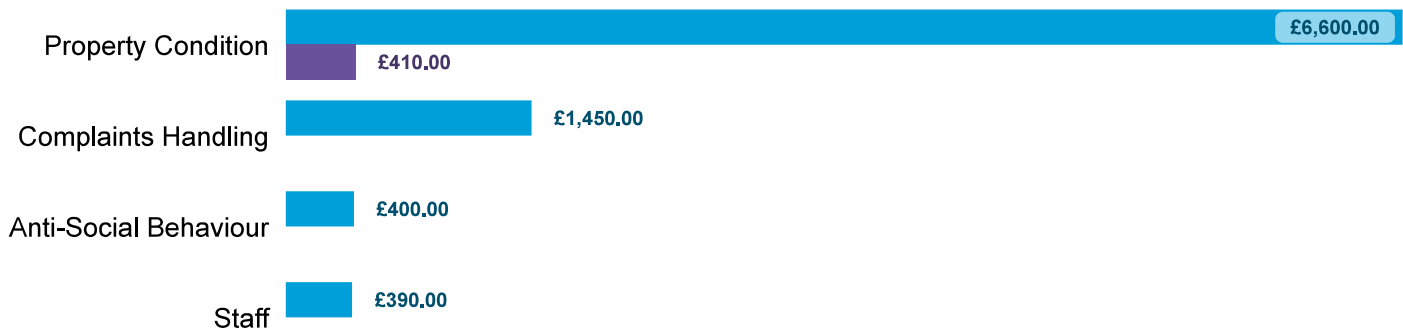 £6,600.00
Property Condition
£410.00
£1,450.00
Complaints Handling
£400.00
Anti-Social Behaviour
£390.00
Staff